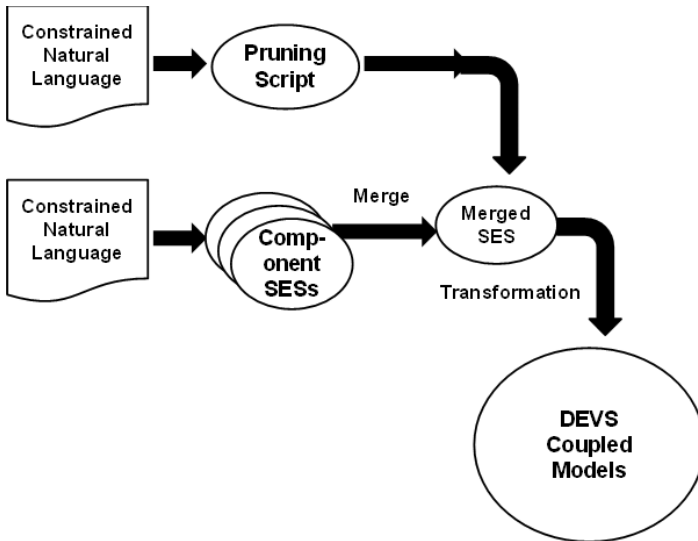 Constrained
Natural
Language
Pruning
Script
Constrained
Natural
Language
Comp-
onent
SESs
Merge
Merged
SES
Transformation
DEVS
Coupled
Models